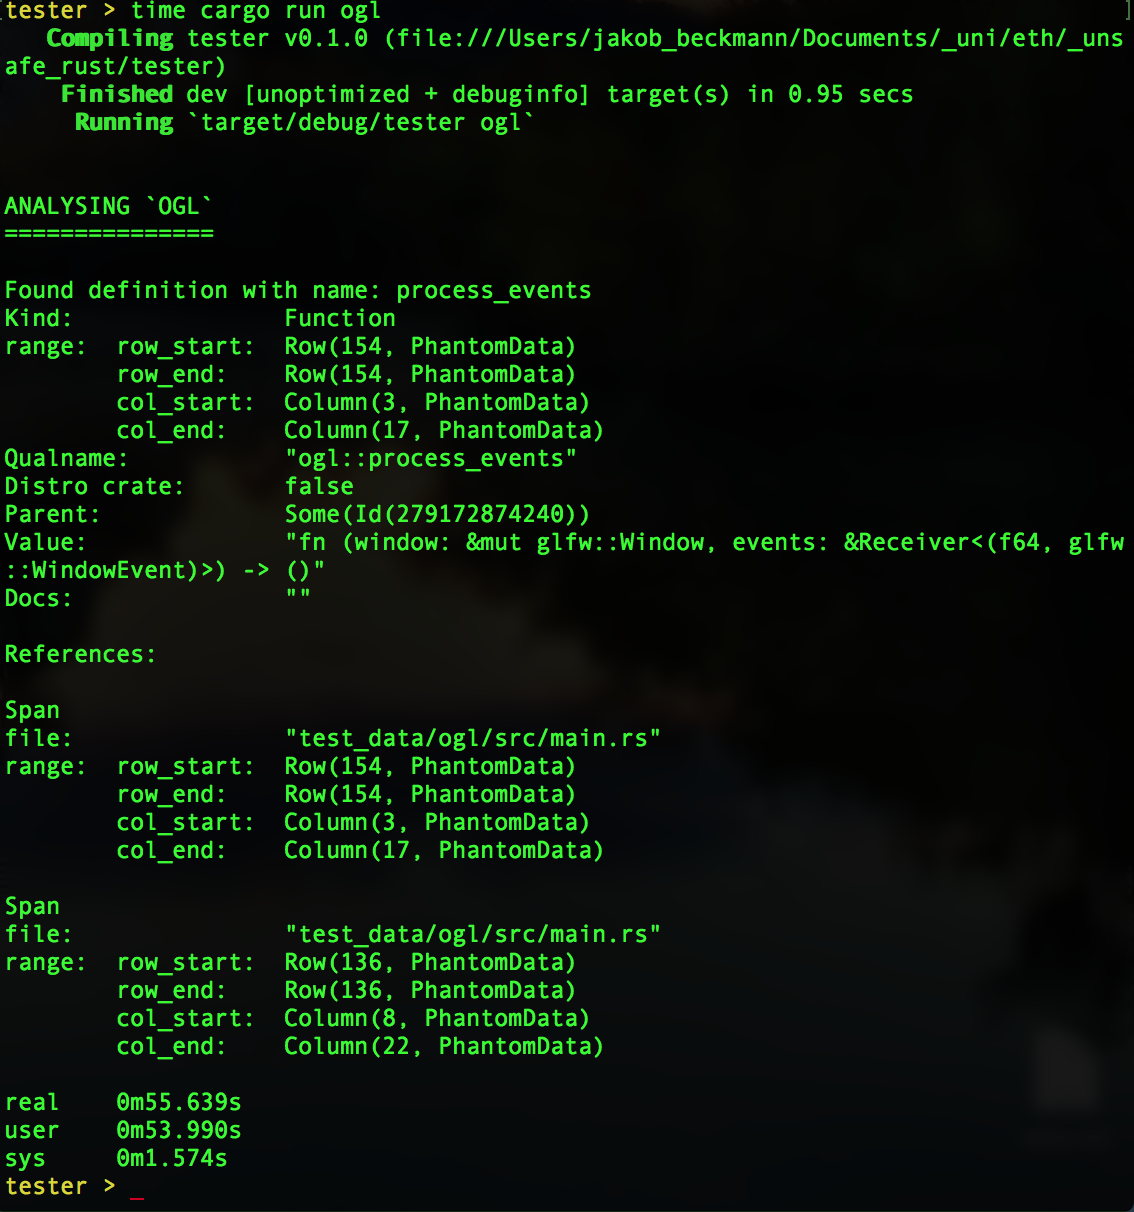 tester > time cargo run ogl
   Compiling tester v0.1.0 (file:///Users/jakob_beckmann/Documents/_uni/eth/_uns
afe_rust/tester)
    Finished dev [unoptimized + debuginfo] target(s) in 0.95 secs
     Running `target/debug/tester ogl`
ANALYSING `OGL`
===============
Found definition with name: process_events
Kind:               Function
range:  row_start:  Row(154, PhantomData)
        row_end:    Row(154, PhantomData)
        col_start:  Column(3, PhantomData)
        col_end:    Column(17, PhantomData)
Qualname:           "ogl::process_events"
Distro crate:       false
Parent:             Some(Id(279172874240))
Value:              "fn (window: &mut glfw::Window, events: &Receiver<(f64, glfw
::WindowEvent)>) -> ()"
Docs:               ""
References:
Span
file:               "test_data/ogl/src/main.rs"
range:  row_start:  Row(154, PhantomData)
        row_end:    Row(154, PhantomData)
        col_start:  Column(3, PhantomData)
        col_end:    Column(17, PhantomData)
Span
file:               "test_data/ogl/src/main.rs"
range:  row_start:  Row(136, PhantomData)
        row_end:    Row(136, PhantomData)
        col_start:  Column(8, PhantomData)
        col_end:    Column(22, PhantomData)
real    0m55.639s
user    0m53.990s
sys     0m1.574s
tester > _